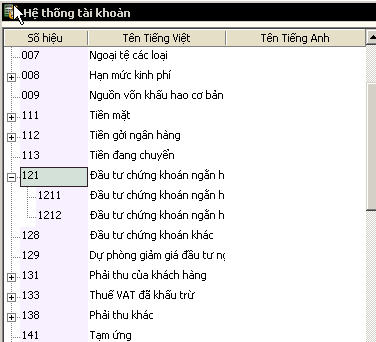 Hệ thống tài khoản
Số hiệu Tên Tiếng Việt Tên Tiếng Anh
007 Ngoại tệ các loại
008 Hạn mức kinh phí
009 Nguồn vốn khấu hao cơ bản
111 Tiền mặt
112 Tiền gởi ngân hàng
113 Tiền đang chuyển
121 Đầu tư chứng khoán ngắn h
1211 Đầu tư chứng khoán ngắn h
1212 Đầu tư chứng khoán ngắn h
128 Đầu tư chứng khoán khác
129 Dự phòng giảm giá đầu tư ng
131 Phải thu của khách hàng
133 Thuế VAT đã khấu trừ
138 Phải thu khác
141 Tạm ứng